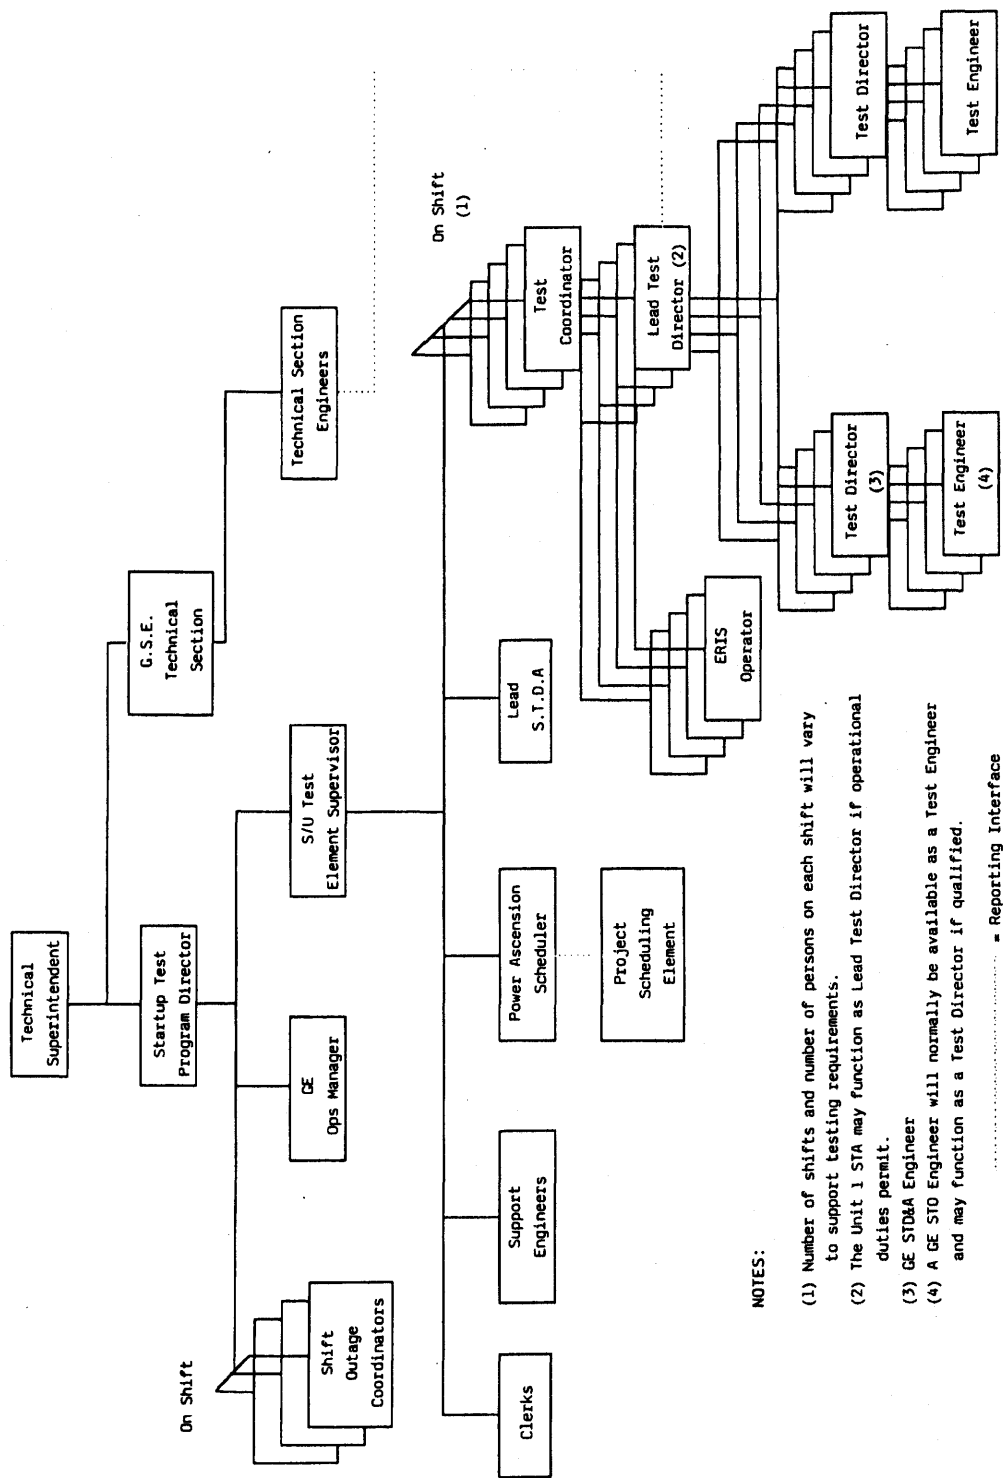 Technical
Superintendent
Startup Test
Program Director
G.S.E.
Technical
Section
On Shift
Shift
Outage
Coordinators
GE
Ops Manager
S/U Test
Element Supervisor
Technical Section
Engineers
Clerks
Support
Engineers
Power Ascension
Scheduler
Project
Scheduling
Element
Lead
S.T.D.A
On Shift
(1)
Test
Coordinator
Lead Test
Director (2)
ERIS
Operator
Test Director
(3)
Test Engineer
(4)
Test Director
Test Engineer
NOTES:
(1) Number of shifts and number of persons on each shift will vary
to support testing requirements.
(2) The Unit 1 STA may function as Lead Test Director if operational
duties permit.
(3) GE STD&A Engineer
(4) A GE STO Engineer will normally be available as a Test Engineer
and may function as a Test Director if qualified.
= Reporting Interface